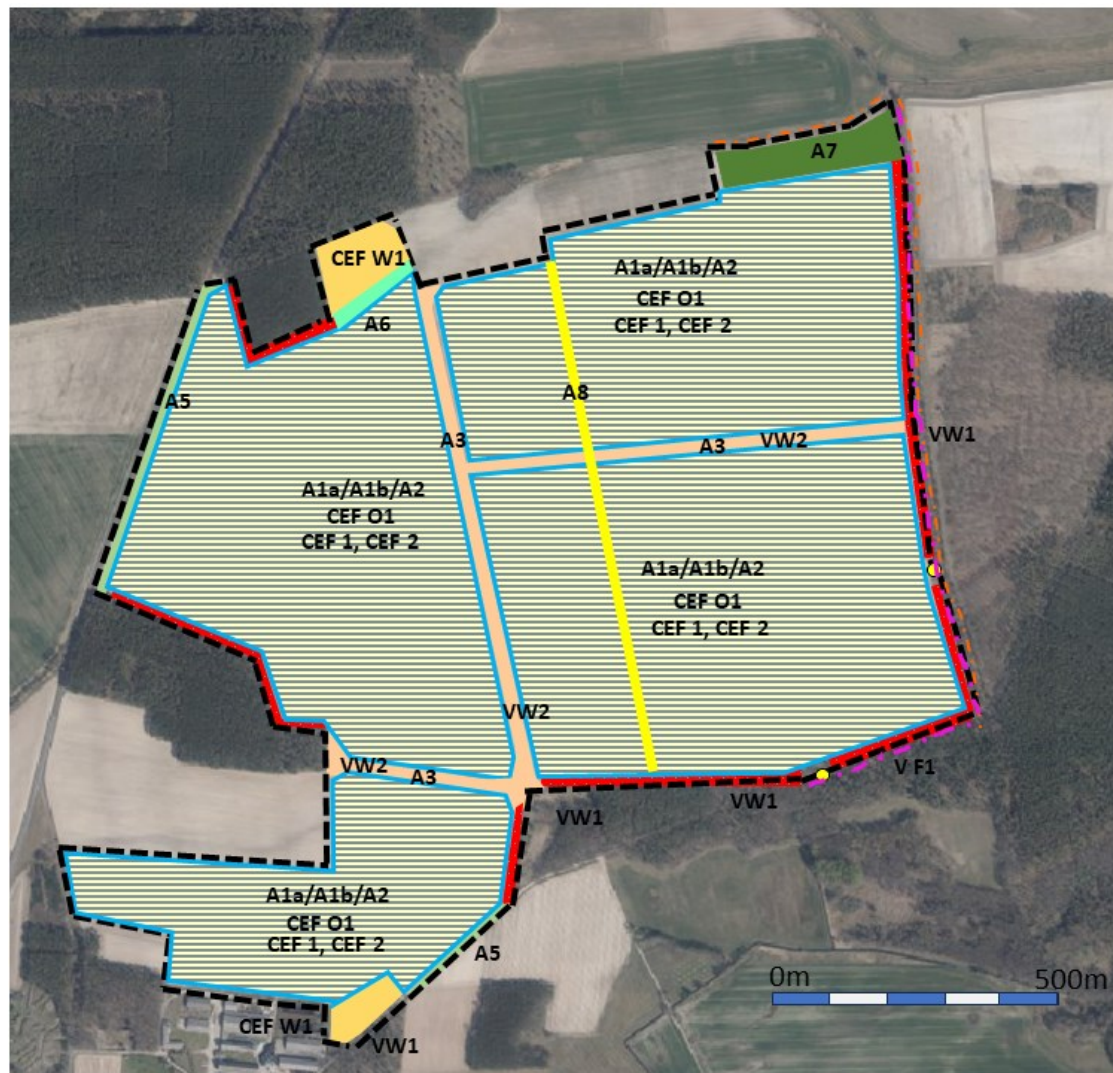 A7
CEF W1
A1a/A1b/A2
CEF O1
CEF 1, CEF 2
A6
A5
A8
A3
A3
VW2
VW1
A1a/A1b/A2
CEF O1
CEF 1, CEF 2
A1a/A1b/A2
CEF O1
CEF 1, CEF 2
VW2
VW2
A3
V F1
VW1
VW1
A1a/A1b/A2
CEF O1
CEF 1, CEF 2
A5
0m
500m
CEF W1
VW1